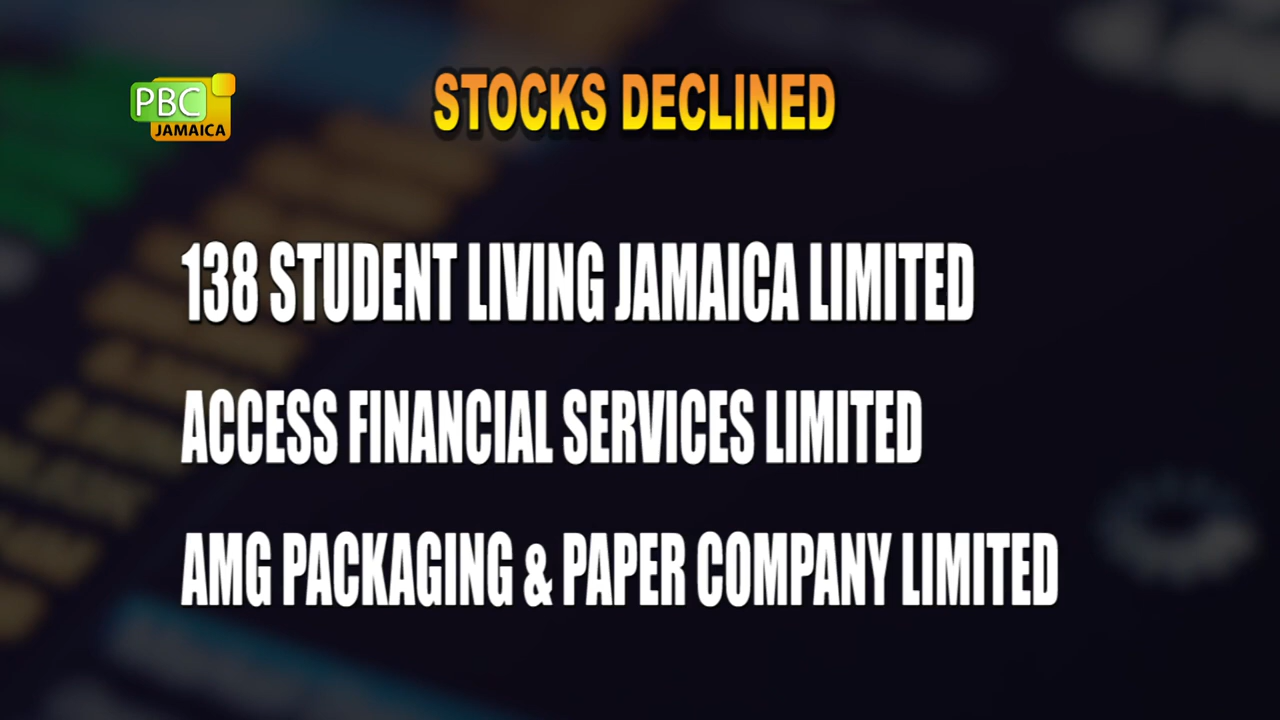 PBC
JAMAICA
STOCKS DECLINED
138 STUDENT LIVING JAMAICA LIMITED
ACCESS FINANCIAL SERVICES LIMITED
AMG PACKAGING & PAPER COMPANY LIMITED